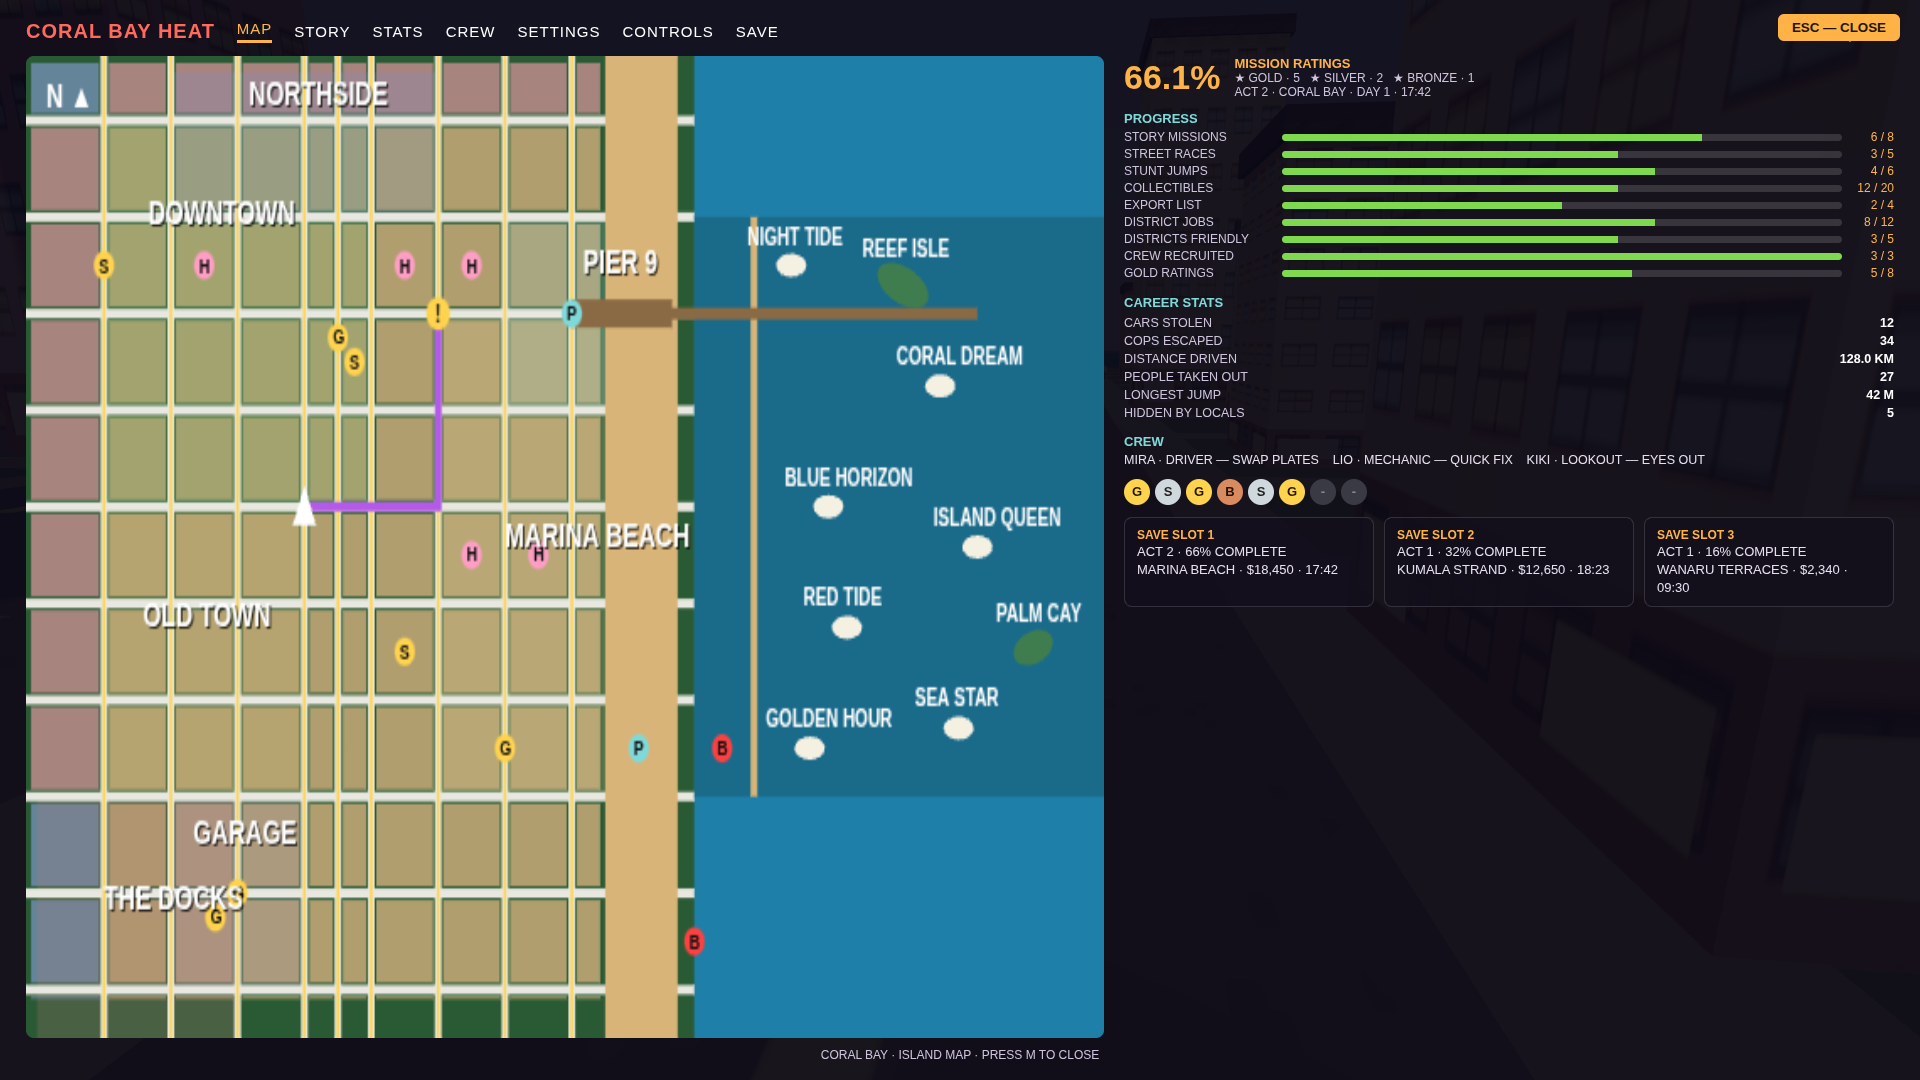 CORAL BAY HEAT MAP STORY STATS CREW SETTINGS CONTROLS SAVE
ESC — CLOSE
N ▲
NORTHSIDE
DOWNTOWN
NIGHT TIDE
REEF ISLE
PIER 9
S H H H
! P
G
S
CORAL DREAM
BLUE HORIZON
ISLAND QUEEN
MARINA BEACH
H H
RED TIDE
PALM CAY
OLD TOWN
S
SEA STAR
GOLDEN HOUR
G P B
GARAGE
THE DOCKS
G
B
CORAL BAY · ISLAND MAP · PRESS M TO CLOSE
66.1%
MISSION RATINGS
★ GOLD · 5 ★ SILVER · 2 ★ BRONZE · 1
ACT 2 · CORAL BAY · DAY 1 · 17:42
PROGRESS
STORY MISSIONS 6 / 8
STREET RACES 3 / 5
STUNT JUMPS 4 / 6
COLLECTIBLES 12 / 20
EXPORT LIST 2 / 4
DISTRICT JOBS 8 / 12
DISTRICTS FRIENDLY 3 / 5
CREW RECRUITED 3 / 3
GOLD RATINGS 5 / 8
CAREER STATS
CARS STOLEN 12
COPS ESCAPED 34
DISTANCE DRIVEN 128.0 KM
PEOPLE TAKEN OUT 27
LONGEST JUMP 42 M
HIDDEN BY LOCALS 5
CREW
MIRA · DRIVER — SWAP PLATES LIO · MECHANIC — QUICK FIX KIKI · LOOKOUT — EYES OUT
G S G B S G - -
SAVE SLOT 1
ACT 2 · 66% COMPLETE
MARINA BEACH · $18,450 · 17:42
SAVE SLOT 2
ACT 1 · 32% COMPLETE
KUMALA STRAND · $12,650 · 18:23
SAVE SLOT 3
ACT 1 · 16% COMPLETE
WANARU TERRACES · $2,340 ·
09:30